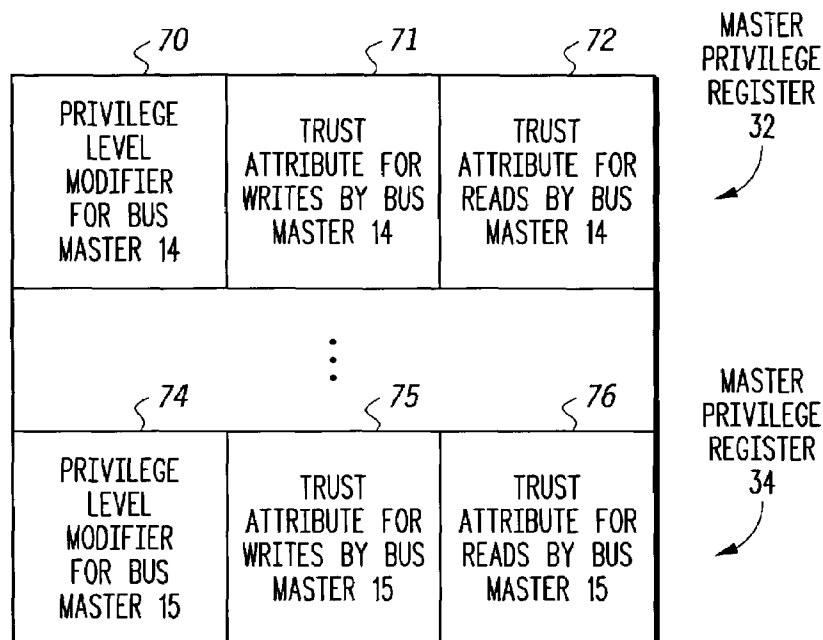 70
71
72
MASTER
PRIVILEGE
REGISTER
32
PRIVILEGE
LEVEL
MODIFIER
FOR BUS
MASTER 14
TRUST
ATTRIBUTE FOR
WRITES BY BUS
MASTER 14
TRUST
ATTRIBUTE FOR
READS BY BUS
MASTER 14
74
75
76
MASTER
PRIVILEGE
REGISTER
34
PRIVILEGE
LEVEL
MODIFIER
FOR BUS
MASTER 15
TRUST
ATTRIBUTE FOR
WRITES BY BUS
MASTER 15
TRUST
ATTRIBUTE FOR
READS BY BUS
MASTER 15